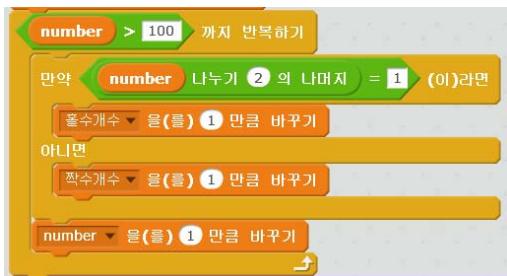 number > 100 까지 반복하기
만약 number 나누기 2 의 나머지 = 1 (이)라면
홀수개수 을(를) 1 만큼 바꾸기
아니면
짝수개수 을(를) 1 만큼 바꾸기
number 을(를) 1 만큼 바꾸기